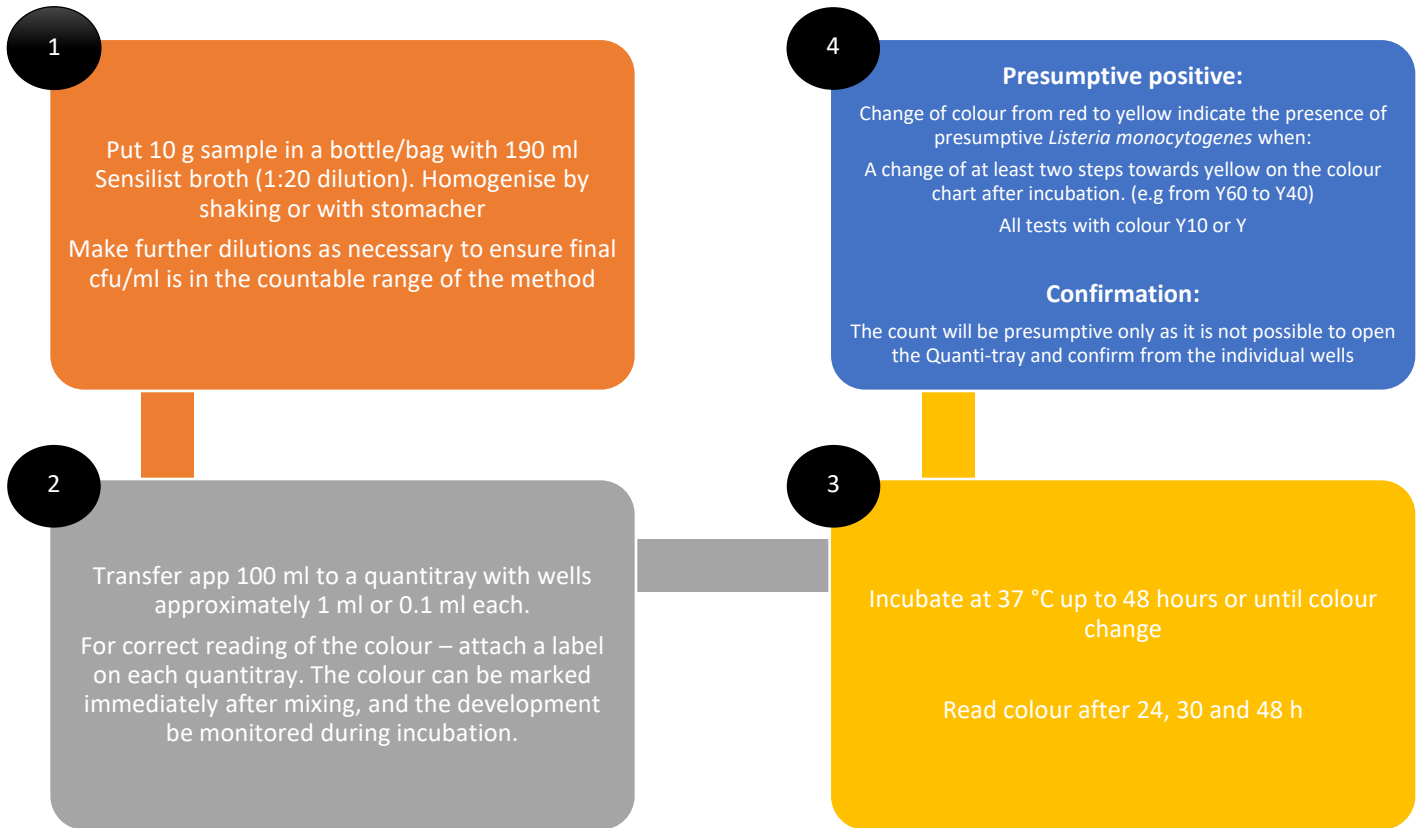 1
Put 10 g sample in a bottle/bag with 190 ml
Sensilist broth (1:20 dilution). Homogenise by
shaking or with stomacher
Make further dilutions as necessary to ensure final
cfu/ml is in the countable range of the method
2
Transfer app 100 ml to a quantitray with wells
approximately 1 ml or 0.1 ml each.
For correct reading of the colour – attach a label
on each quantitray. The colour can be marked
immediately after mixing, and the development
be monitored during incubation.
3
Incubate at 37 °C up to 48 hours or until colour
change
Read colour after 24, 30 and 48 h
4
Presumptive positive:
Change of colour from red to yellow indicate the presence of
presumptive Listeria monocytogenes when:
A change of at least two steps towards yellow on the colour
chart after incubation. (e.g from Y60 to Y40)
All tests with colour Y10 or Y
Confirmation:
The count will be presumptive only as it is not possible to open
the Quanti-tray and confirm from the individual wells